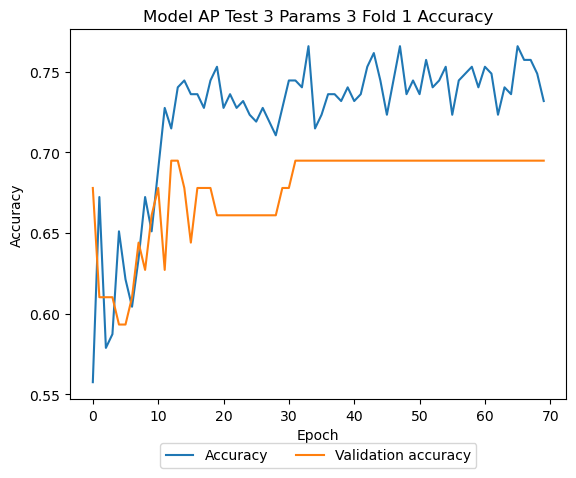 Model AP Test 3 Params 3 Fold 1 Accuracy
Accuracy
0.75
0.70
0.65
0.60
0.55
0 10 20 30 40 50 60 70
Epoch
Accuracy Validation accuracy